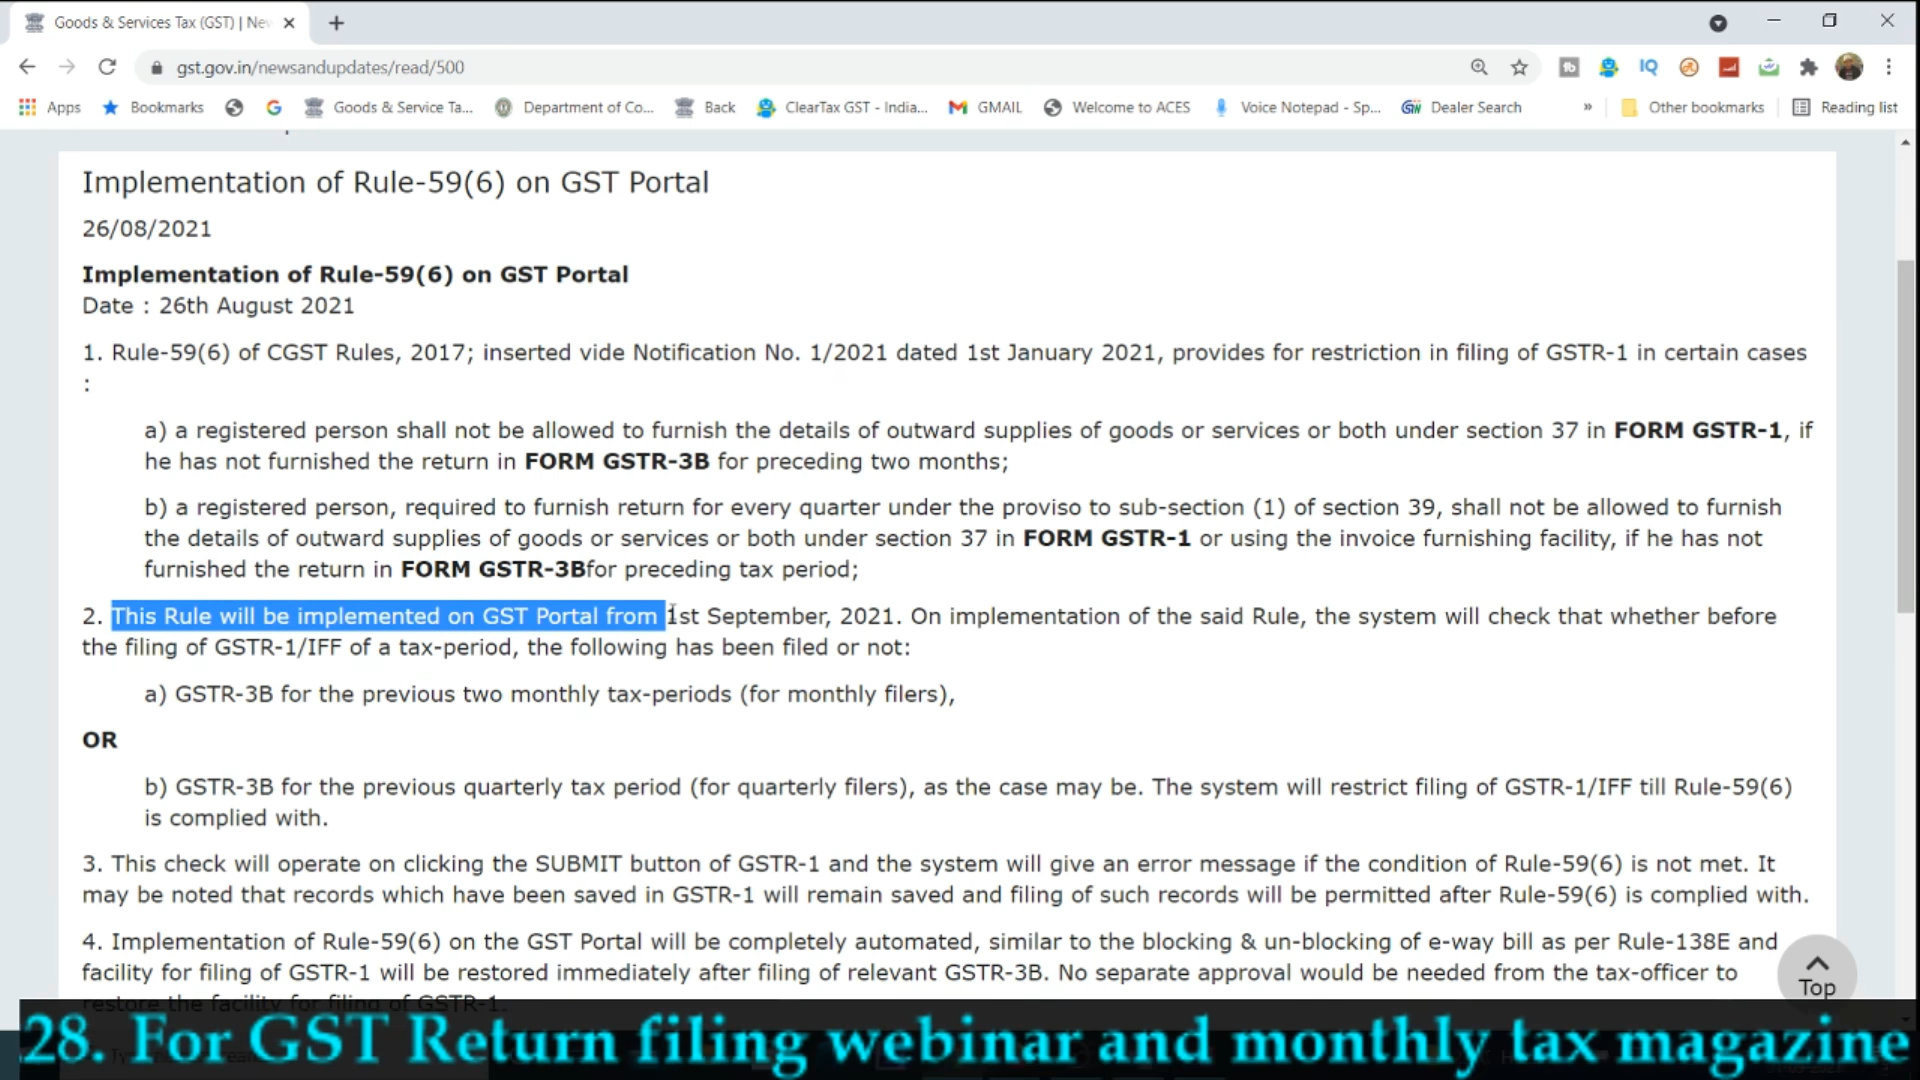 Goods & Services Tax (GST) | Nev
gst.gov.in/newsandupdates/read/500
IQ
Apps Bookmarks Goods & Service Ta... Department of Co... Back ClearTax GST - India... GMAIL Welcome to ACES Voice Notepad - Sp... Dealer Search » Other bookmarks Reading list
Implementation of Rule-59(6) on GST Portal
26/08/2021
Implementation of Rule-59(6) on GST Portal
Date : 26th August 2021
1. Rule-59(6) of CGST Rules, 2017; inserted vide Notification No. 1/2021 dated 1st January 2021, provides for restriction in filing of GSTR-1 in certain cases
:
a) a registered person shall not be allowed to furnish the details of outward supplies of goods or services or both under section 37 in FORM GSTR-1, if
he has not furnished the return in FORM GSTR-3B for preceding two months;
b) a registered person, required to furnish return for every quarter under the proviso to sub-section (1) of section 39, shall not be allowed to furnish
the details of outward supplies of goods or services or both under section 37 in FORM GSTR-1 or using the invoice furnishing facility, if he has not
furnished the return in FORM GSTR-3Bfor preceding tax period;
2. This Rule will be implemented on GST Portal from 1st September, 2021. On implementation of the said Rule, the system will check that whether before
the filing of GSTR-1/IFF of a tax-period, the following has been filed or not:
a) GSTR-3B for the previous two monthly tax-periods (for monthly filers),
OR
b) GSTR-3B for the previous quarterly tax period (for quarterly filers), as the case may be. The system will restrict filing of GSTR-1/IFF till Rule-59(6)
is complied with.
3. This check will operate on clicking the SUBMIT button of GSTR-1 and the system will give an error message if the condition of Rule-59(6) is not met. It
may be noted that records which have been saved in GSTR-1 will remain saved and filing of such records will be permitted after Rule-59(6) is complied with.
4. Implementation of Rule-59(6) on the GST Portal will be completely automated, similar to the blocking & un-blocking of e-way bill as per Rule-138E and
facility for filing of GSTR-1 will be restored immediately after filing of relevant GSTR-3B. No separate approval would be needed from the tax-officer to
restore the facility for filing of GSTR-1.
Top
28. For GST Return filing webinar and monthly tax magazine